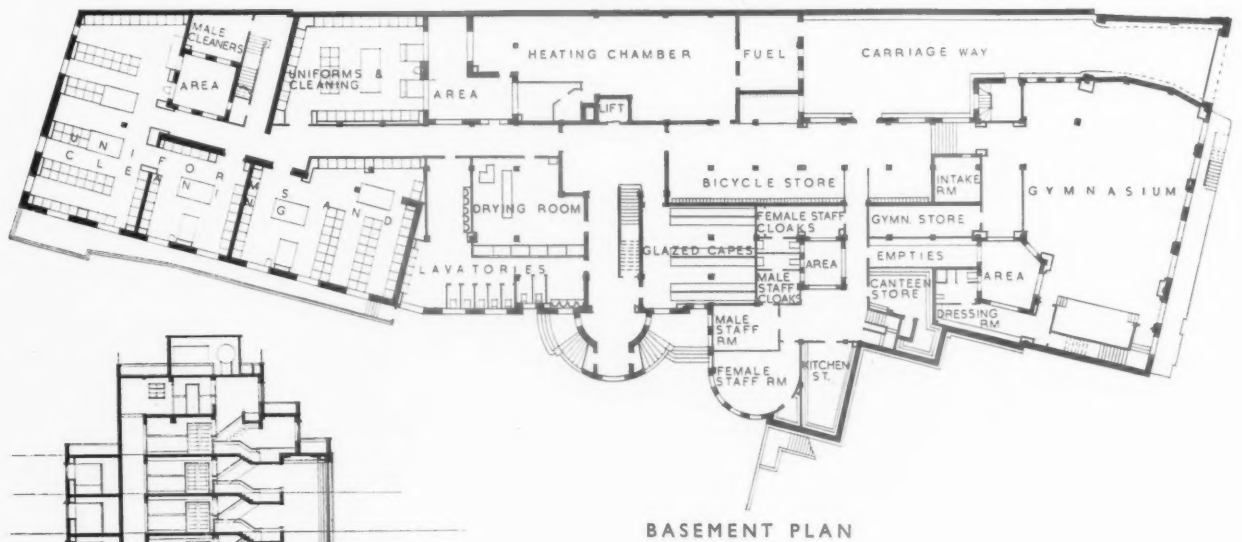 MALE
CLEANERS
AREA
UNIFORMS &
CLEANING
AREA
HEATING CHAMBER
LIFT
FUEL
CARRIAGE WAY
UNIFORMS AND
CLEANING
DRYING ROOM
LAVATORIES
BICYCLE STORE
INTAKE
RM
GYMNASIUM
GLAZED CAPES
FEMALE STAFF
CLOAKS
GYMN. STORE
EMPTIES
AREA
MALE
STAFF
CLOAKS
CANTEEN
STORE
AREA
DRESSING
RM
MALE
STAFF
RM
FEMALE
STAFF RM
KITCHEN
ST.
BASEMENT PLAN